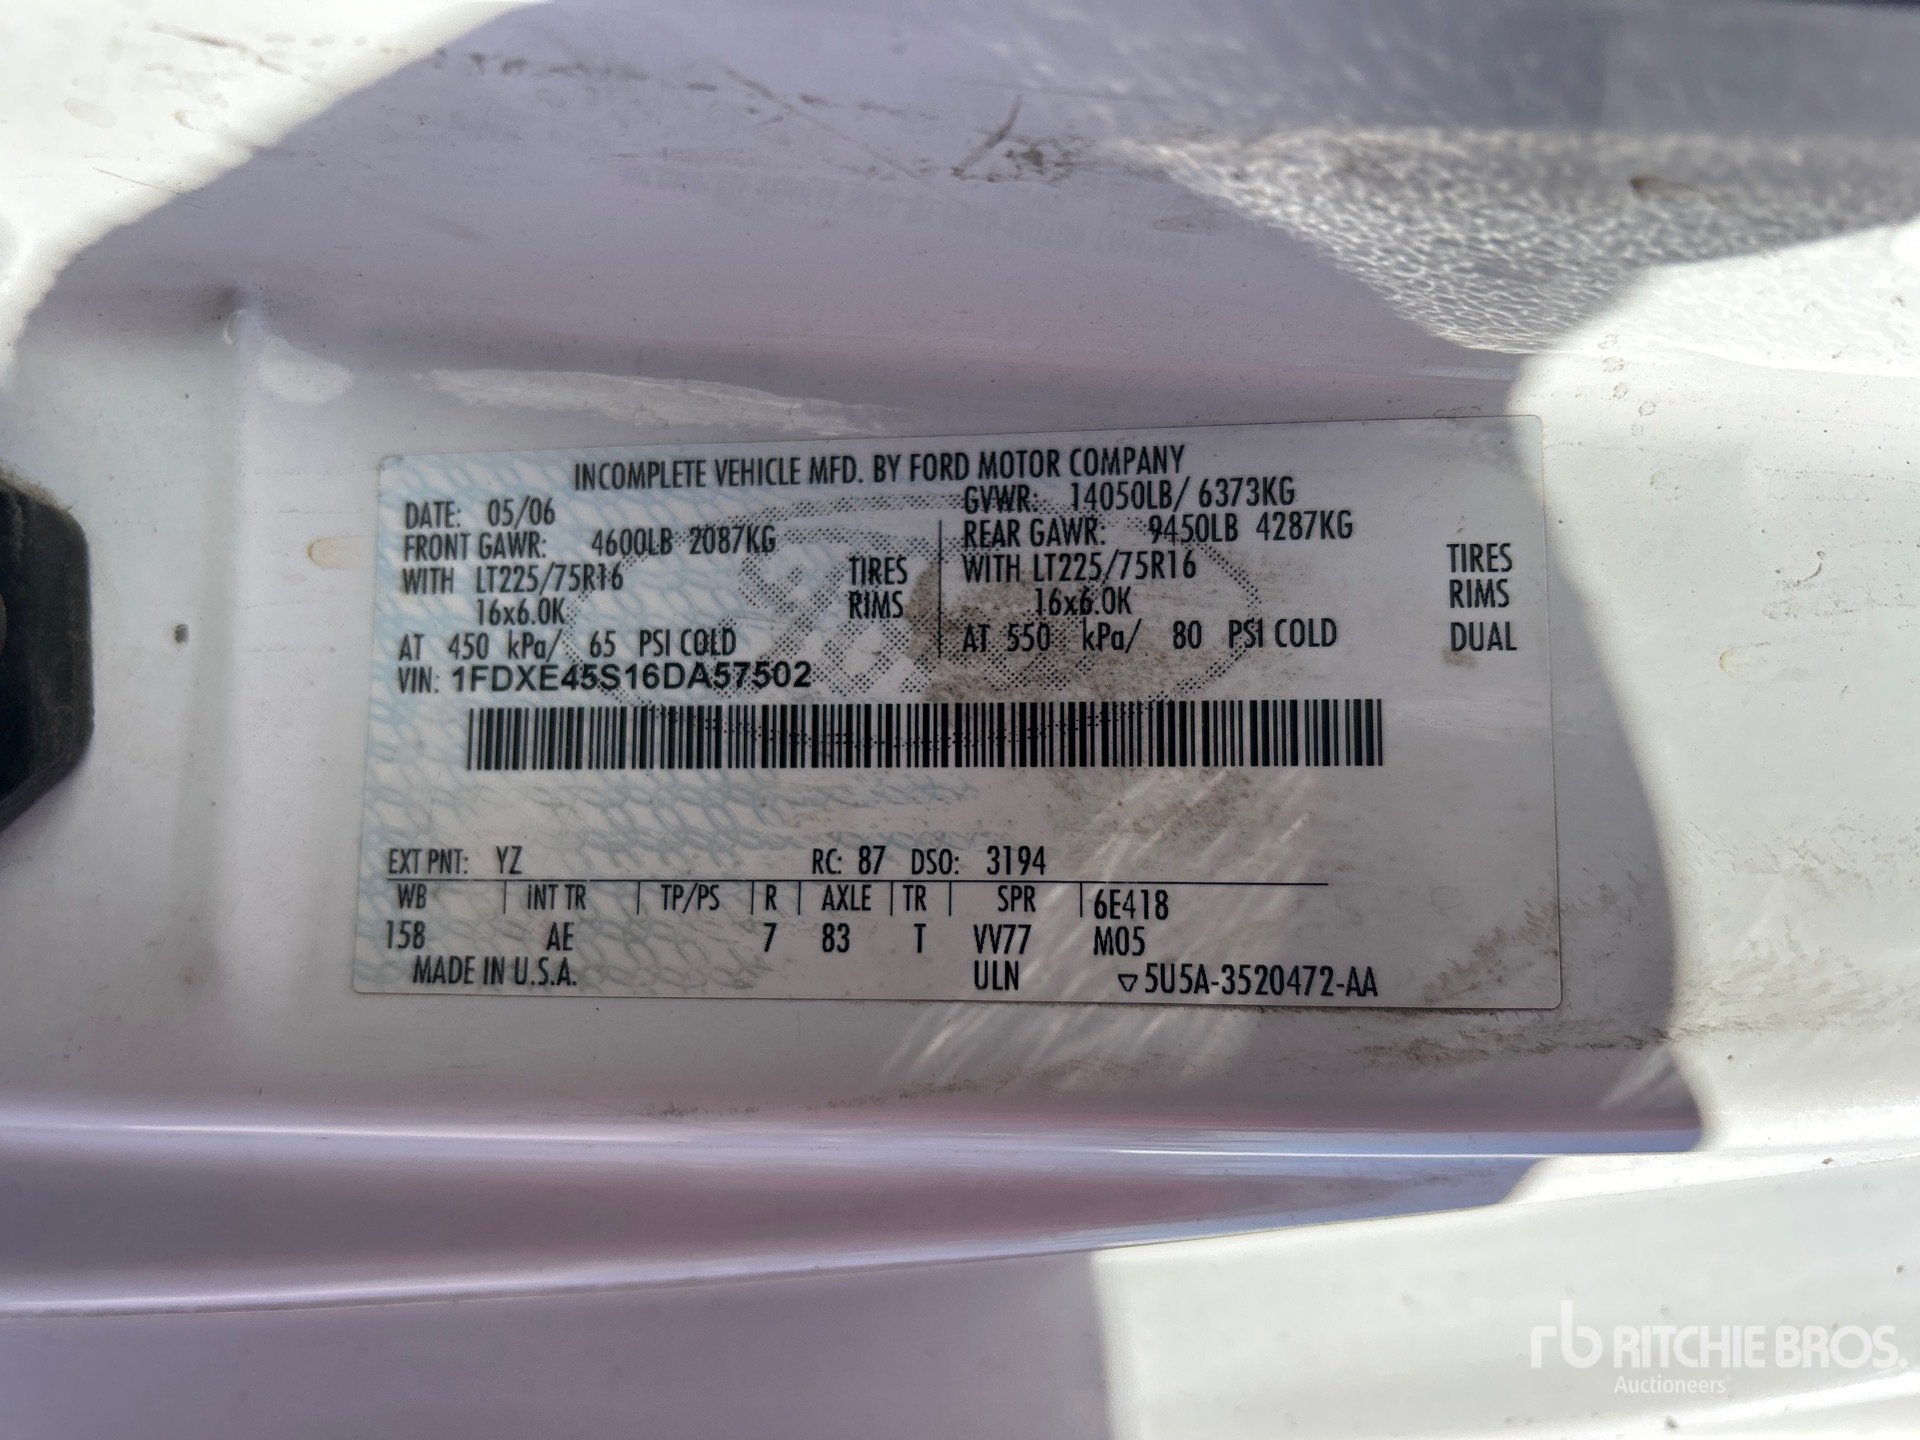 INCOMPLETE VEHICLE MFD. BY FORD MOTOR COMPANY
DATE: 05/06 GVWR: 14050LB/ 6373KG
FRONT GAWR: 4600LB 2087KG REAR GAWR: 9450LB 4287KG
WITH LT225/75R16 TIRES WITH LT225/75R16 TIRES
16x6.0K RIMS 16x6.0K RIMS
AT 450 kPa/ 65 PSI COLD AT 550 kPa/ 80 PSI COLD DUAL
VIN: 1FDXE45S16DA57502
EXT PNT: YZ RC: 87 DSO: 3194
WB INT TR TP/PS R AXLE TR SPR 6E418
158 AE 7 83 T VV77 M05
MADE IN U.S.A. ULN ▽5U5A-3520472-AA
rb RITCHIE BROS.
Auctioneers